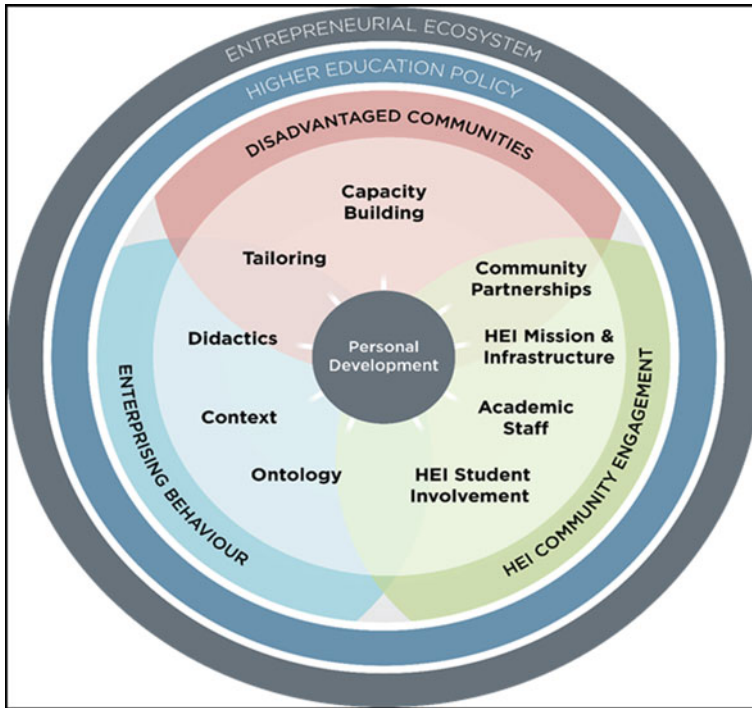 ENTREPRENEURIAL ECOSYSTEM
HIGHER EDUCATION POLICY
DISADVANTAGED COMMUNITIES
Capacity
Building
Tailoring
Community
Partnerships
Didactics
Personal
Development
HEI Mission &
Infrastructure
Context
Academic
Staff
Ontology
HEI Student
Involvement
ENTERPRISING BEHAVIOUR
HEI COMMUNITY ENGAGEMENT